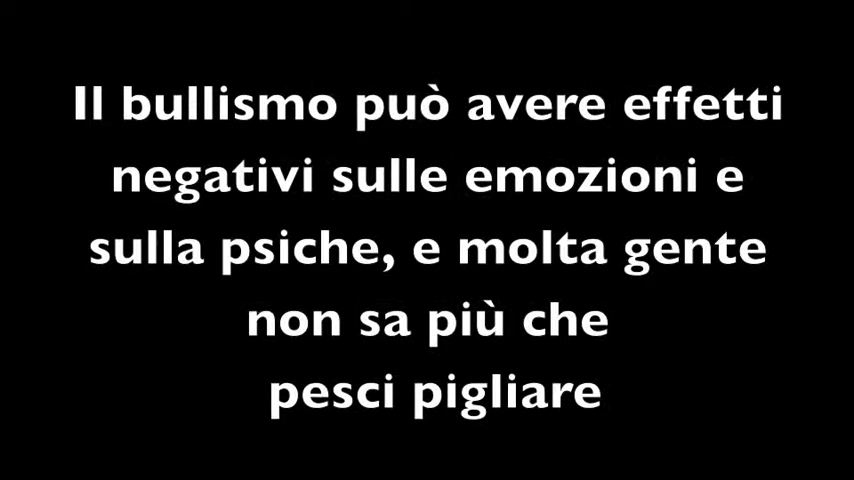 Il bullismo può avere effetti
negativi sulle emozioni e
sulla psiche, e molta gente
non sa più che
pesci pigliare